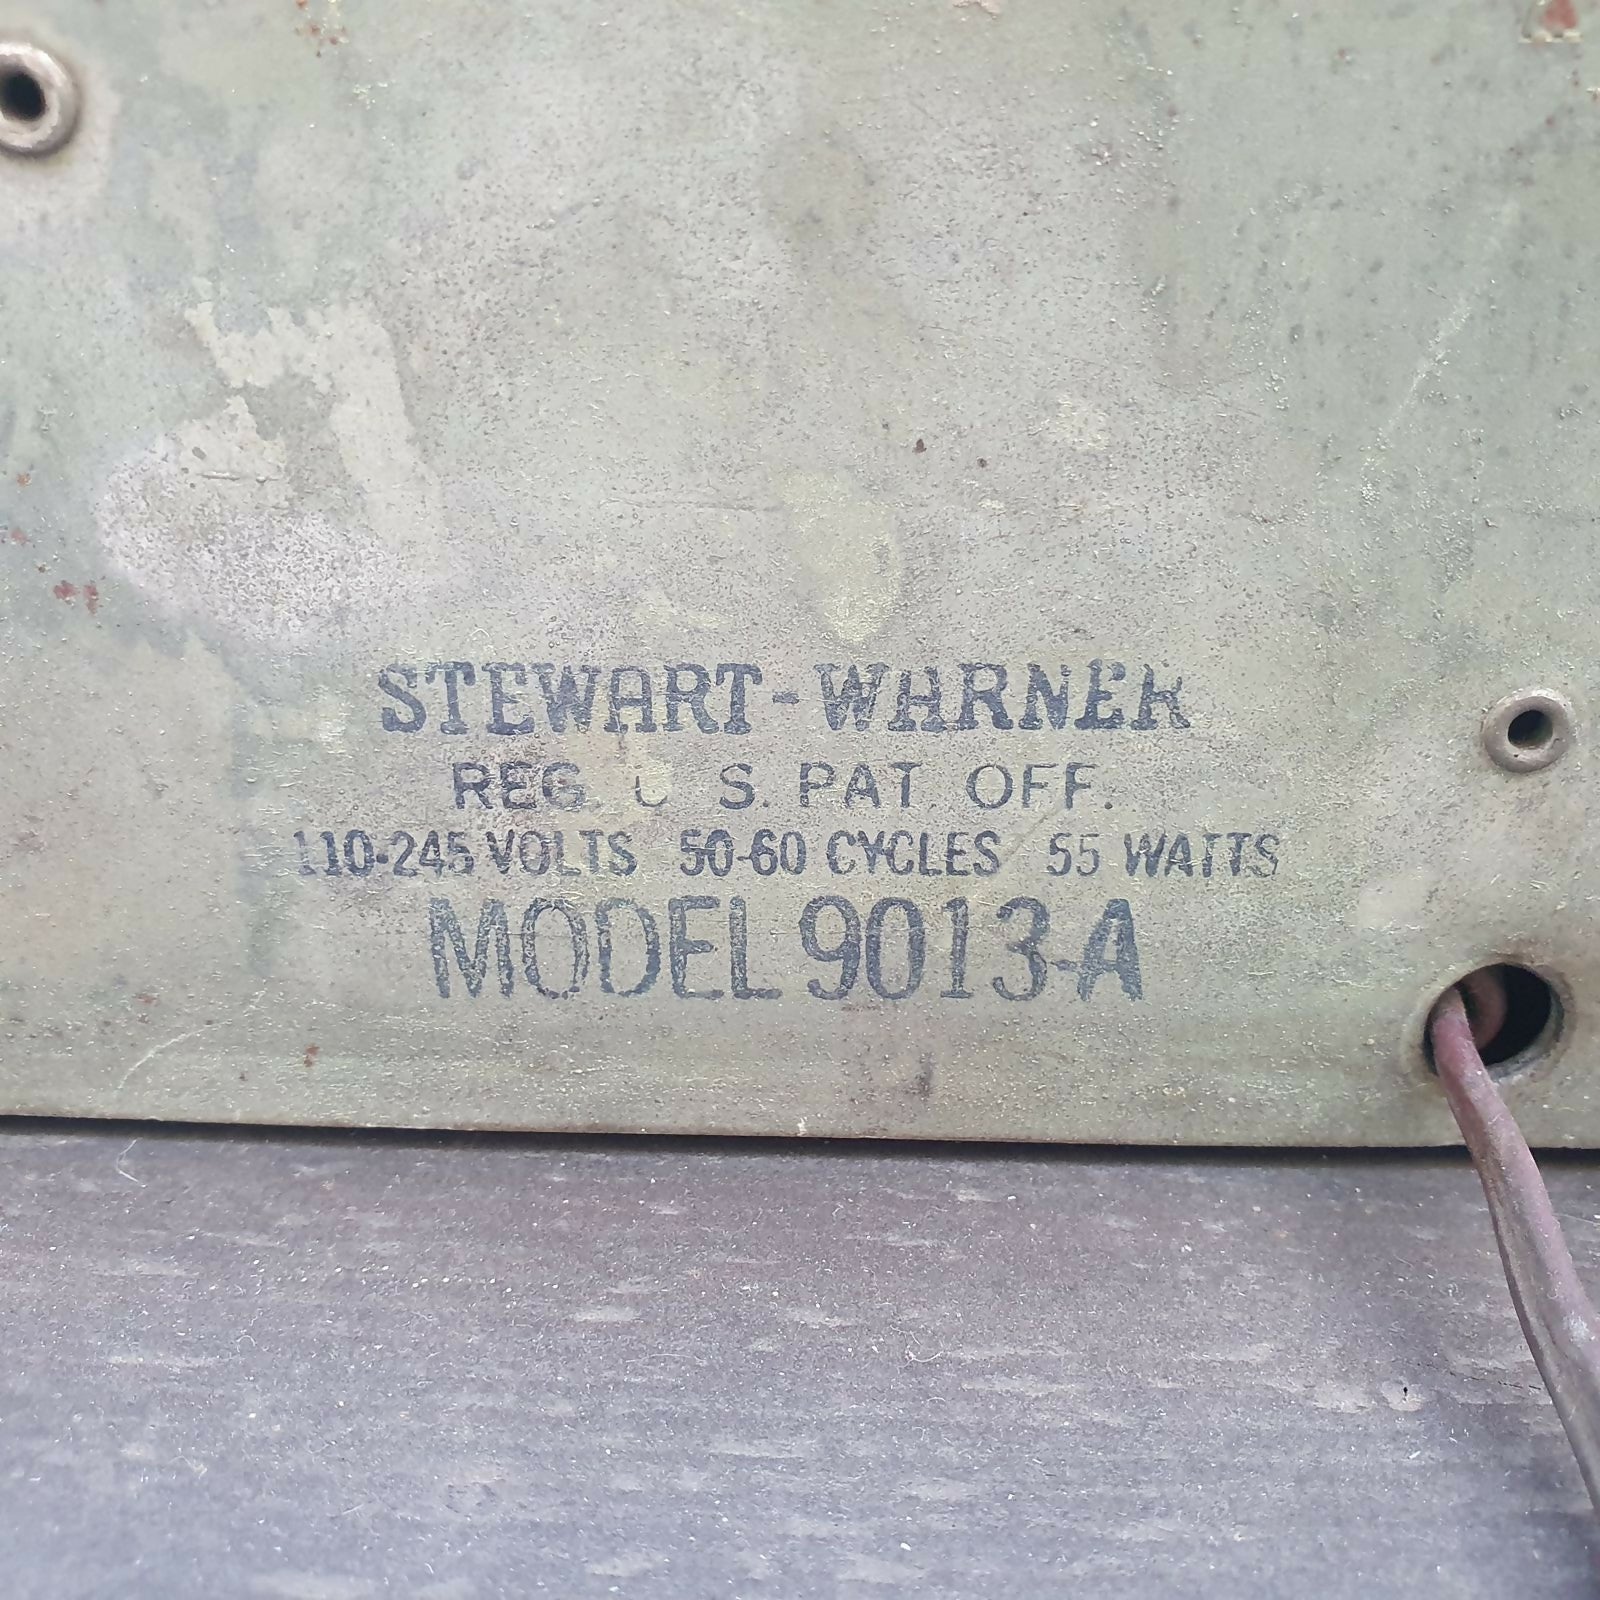 STEWART-WARNER
REG. U S. PAT. OFF.
110-245 VOLTS 50-60 CYCLES 55 WATTS
MODEL 9013-A